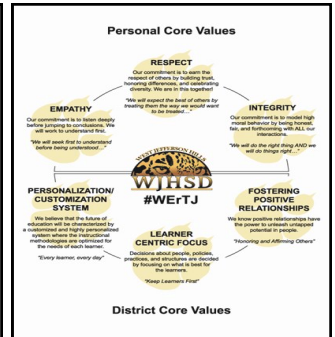 Personal Core Values
RESPECT
Our commitment is to earn the
respect of others by building trust,
honoring differences, and celebrating
diversity. We are in this together!
"We will expect the best of others by
treating them the way we would want
to be treated…"
EMPATHY
Our commitment is to listen deeply
before jumping to conclusions. We
will work to understand first.
"We will seek first to understand
before being understood…"
INTEGRITY
Our commitment is to model high
moral behavior by being honest,
fair, and forthcoming with ALL our
interactions.
"We will do the right thing AND we
will do things right…"
WEST JEFFERSON HILLS
WJHSD
#WErTJ
PERSONALIZATION/
CUSTOMIZATION
SYSTEM
We believe that the future of
education will be characterized by
a customized and highly personalized
system where the instructional
methodologies are optimized for
the needs of each learner.
"Every learner, every day"
LEARNER
CENTRIC FOCUS
Decisions about people, policies,
practices, and structures are decided
by focusing on what is best for
the learners.
"Keep Learners First"
FOSTERING
POSITIVE
RELATIONSHIPS
We know positive relationships have
the power to unleash untapped
potential in people.
"Honoring and Affirming Others"
District Core Values